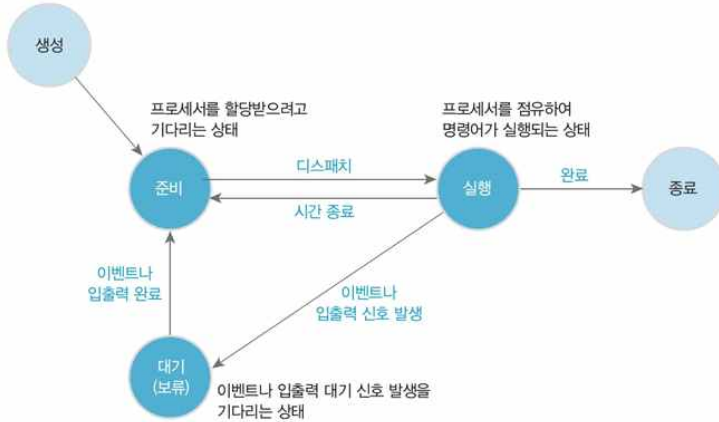 생성
프로세서를 할당받으려고
기다리는 상태
프로세서를 점유하여
명령어가 실행되는 상태
준비
디스패치
시간 종료
실행
완료
종료
이벤트나
입출력 완료
이벤트나
입출력 신호 발생
대기
(보류)
이벤트나 입출력 대기 신호 발생을
기다리는 상태